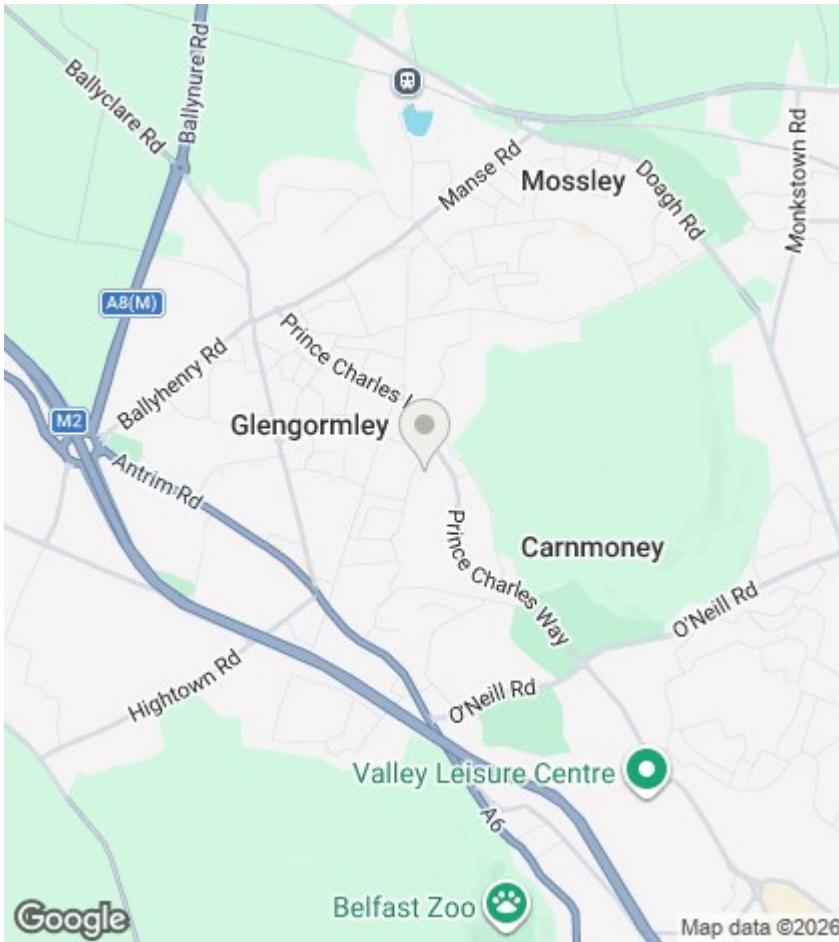 Ballynure Rd
Ballyclare Rd
Manse Rd
Mossley
Doagh Rd
Monkstown Rd
A8(M)
Prince Charles
Ballyhenry Rd
M2
Glengormley
Antrim Rd
Prince Charles Way
Carnmoney
O'Neill Rd
Hightown Rd
O'Neill Rd
Valley Leisure Centre
A6
Belfast Zoo
Google
Map data ©2026